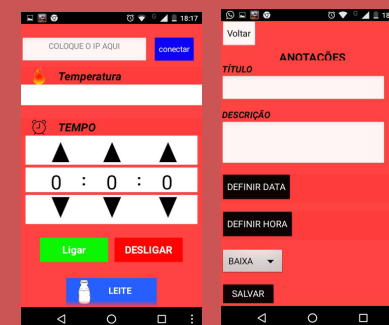 18:17
COLOQUE O IP AQUI
conectar
Temperatura
TEMPO
0 : 0 : 0
Ligar
DESLIGAR
LEITE
18
Voltar
ANOTAÇÕES
TÍTULO
DESCRIÇÃO
DEFINIR DATA
DEFINIR HORA
BAIXA
SALVAR